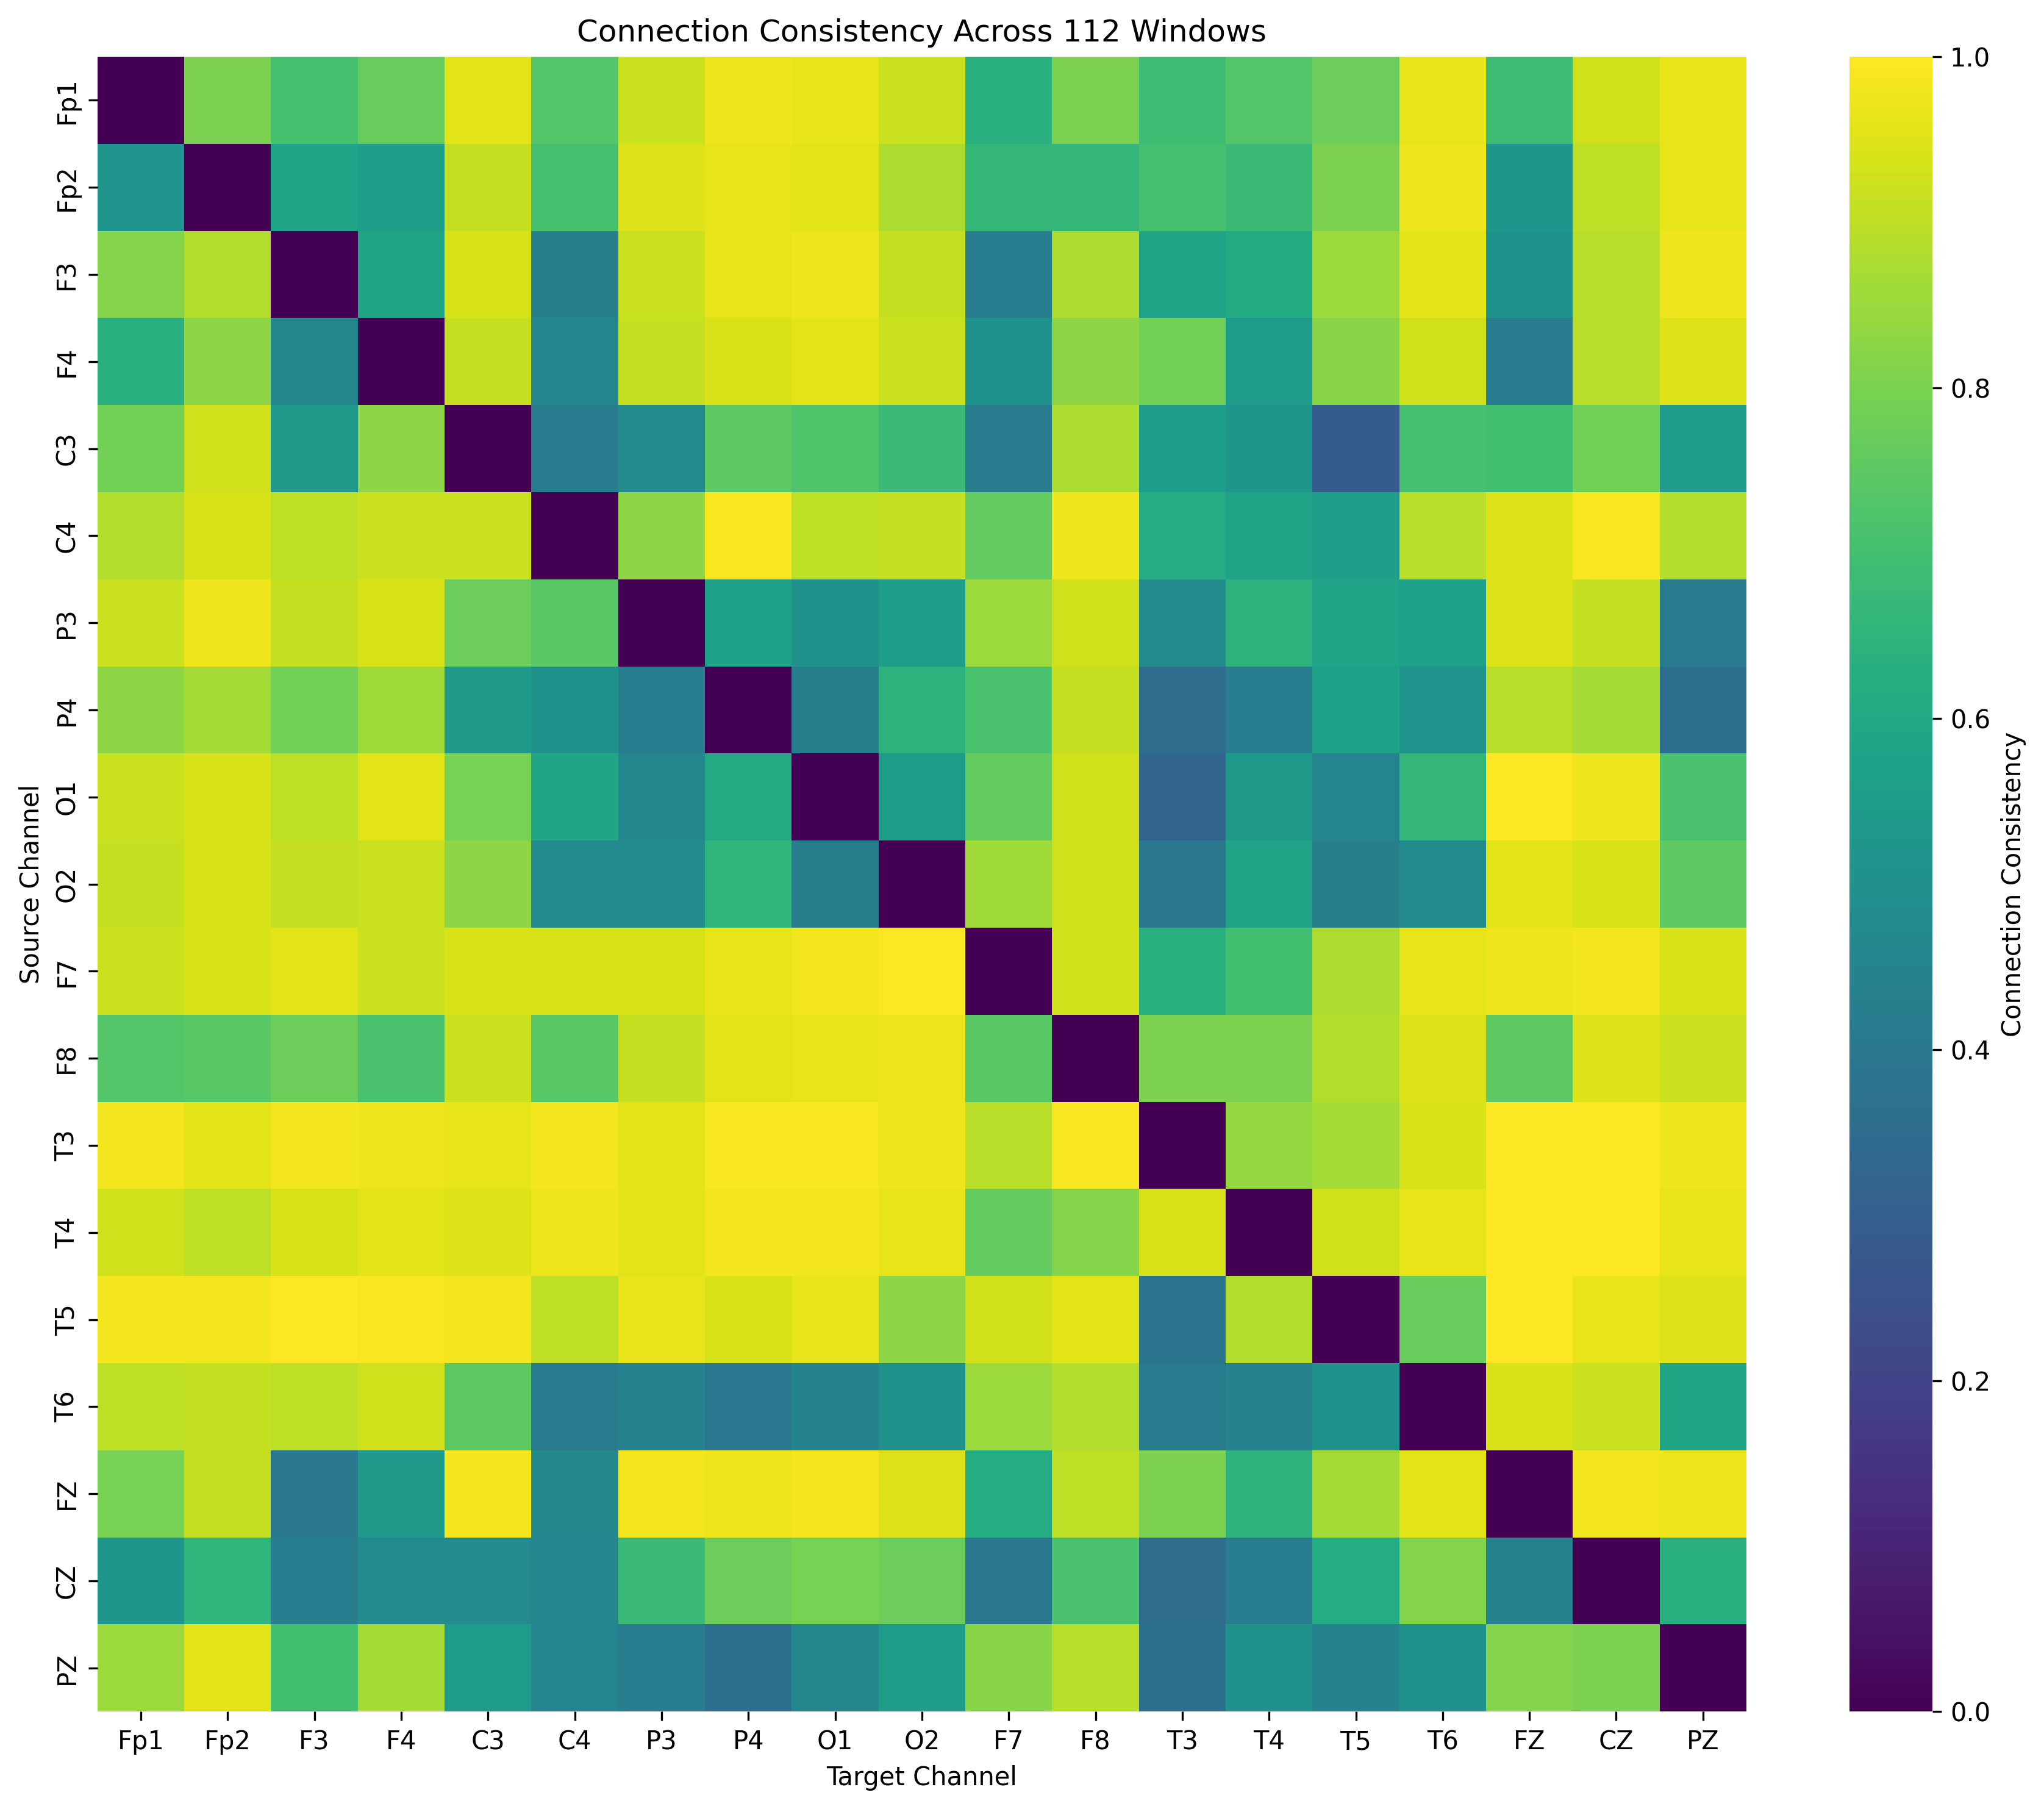 Connection Consistency Across 112 Windows
Source Channel
Fp1
Fp2
F3
F4
C3
C4
P3
P4
O1
O2
F7
F8
T3
T4
T5
T6
FZ
CZ
PZ
Fp1 Fp2 F3 F4 C3 C4 P3 P4 O1 O2 F7 F8 T3 T4 T5 T6 FZ CZ PZ
Target Channel
1.0
0.8
0.6
0.4
0.2
0.0
Connection Consistency